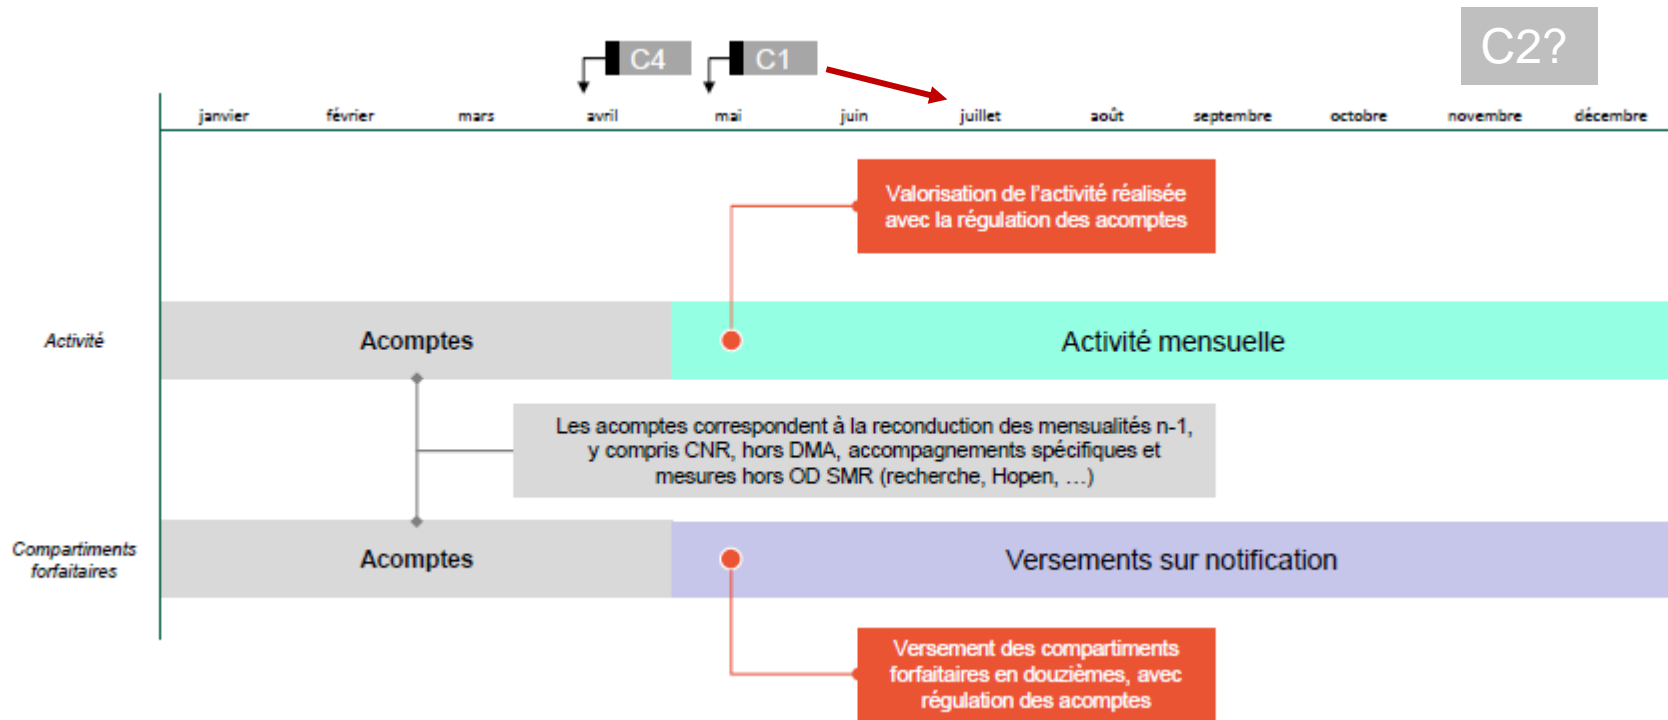 C2?
C4
C1
janvier février mars avril mai juin juillet août septembre octobre novembre décembre
Valorisation de l'activité réalisée
avec la régulation des acomptes
Activité
Acomptes
Activité mensuelle
Les acomptes correspondent à la reconduction des mensualités n-1,
y compris CNR, hors DMA, accompagnements spécifiques et
mesures hors OD SMR (recherche, Hopen, …)
Compartiments
forfaitaires
Acomptes
Versements sur notification
Versement des compartiments
forfaitaires en douzièmes, avec
régulation des acomptes